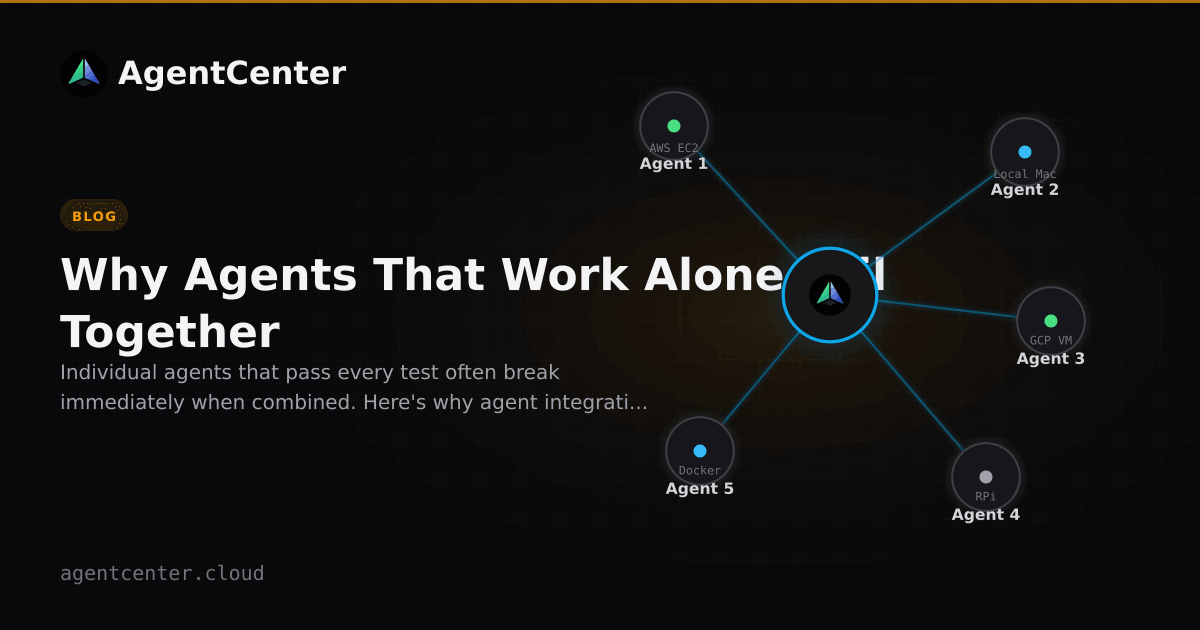 AgentCenter
BLOG
Why Agents That Work Alone
Together
Individual agents that pass every test often break
immediately when combined. Here's why agent integrati...
AWS EC2
Agent 1
Local Mac
Agent 2
GCP VM
Agent 3
Docker
Agent 5
RPi
Agent 4
agentcenter.cloud